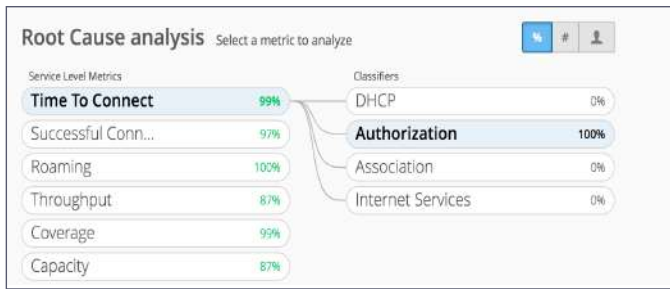 Root Cause analysis Select a metric to analyze
% #
Service Level Metrics
Time To Connect 99%
Successful Conn... 97%
Roaming 100%
Throughput 87%
Coverage 99%
Capacity 87%
Classifiers
DHCP 0%
Authorization 100%
Association 0%
Internet Services 0%